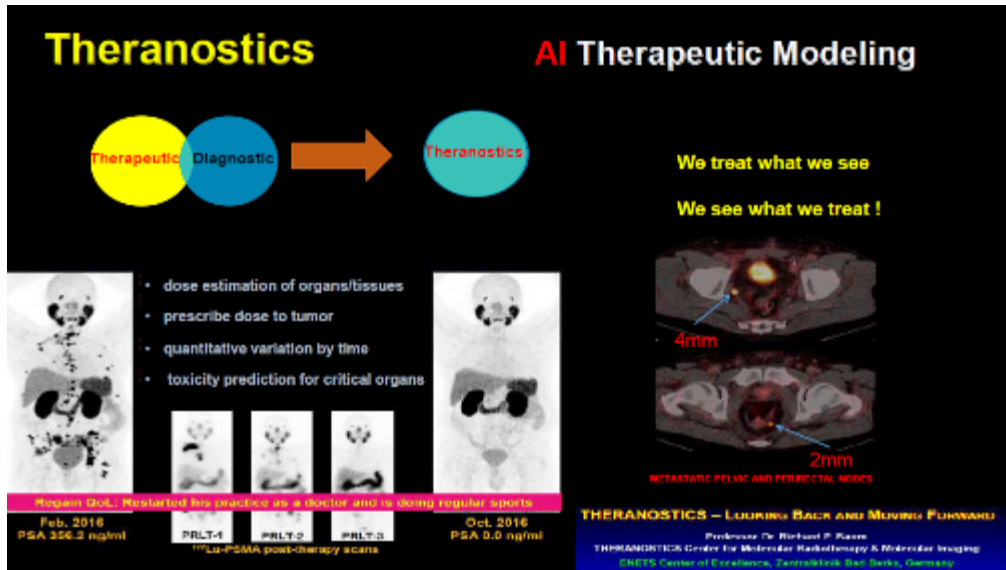 Theranostics
AI Therapeutic Modeling
Therapeutic
Diagnostic
Theranostics
We treat what we see
We see what we treat !
• dose estimation of organs/tissues
• prescribe dose to tumor
• quantitative variation by time
• toxicity prediction for critical organs
4mm
2mm
METASTATIC PELVIC AND PERIRECTAL NODES
Regain QoL: Restarted his practice as a doctor and is doing regular sports
Feb. 2016
PSA 356.2 ng/ml
PRLT-1
PRLT-2
PRLT-3
Oct. 2016
PSA 0.0 ng/ml
¹⁷⁷Lu-PSMA post-therapy scans
THERANOSTICS – LOOKING BACK AND MOVING FORWARD
Professor Dr. Richard P. Baum
THERANOSTICS Center for Molecular Radiotherapy & Molecular Imaging
ENETS Center of Excellence, Zentralklinik Bad Berka, Germany